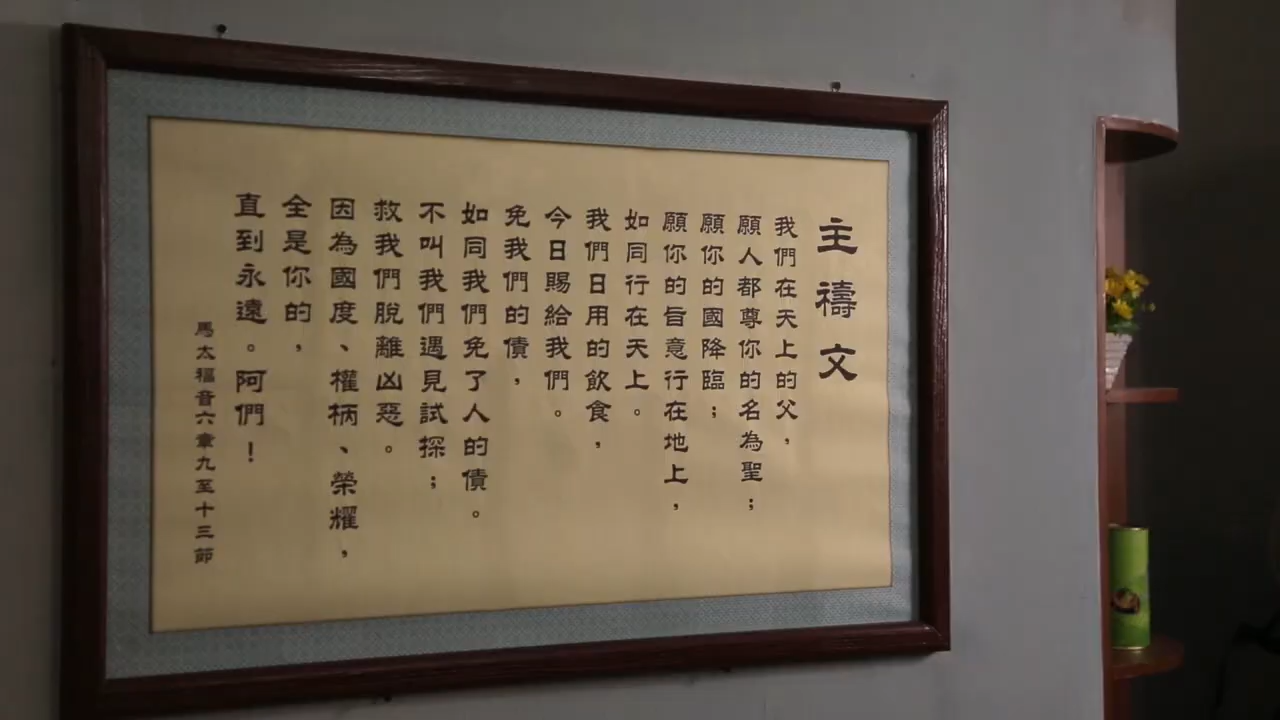 主禱文
我們在天上的父，
願人都尊你的名為聖；
願你的國降臨；
願你的旨意行在地上，
如同行在天上。
我們日用的飲食，
今日賜給我們。
免我們的債，
如同我們免了人的債。
不叫我們遇見試探；
救我們脫離凶惡。
因為國度、權柄、榮耀，
全是你的，
直到永遠。阿們！
馬太福音六章九至十三節